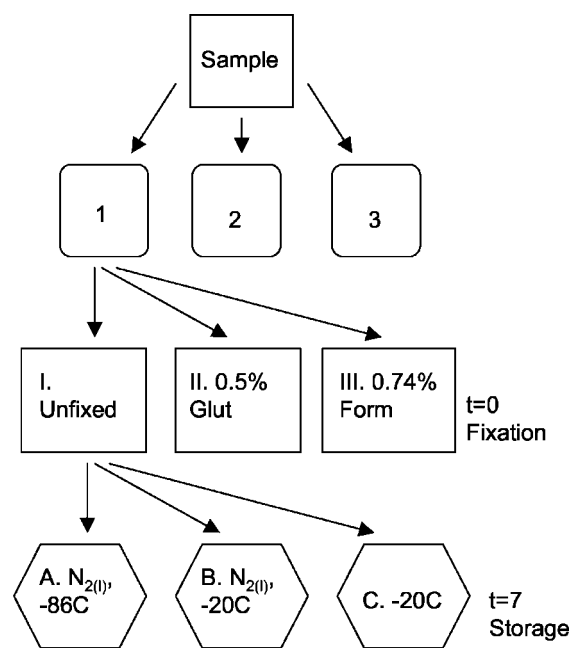 Sample
1
2
3
I.
Unfixed
II. 0.5%
Glut
III. 0.74%
Form
t=0
Fixation
A. N2(l),
-86C
B. N2(l),
-20C
C. -20C
t=7
Storage